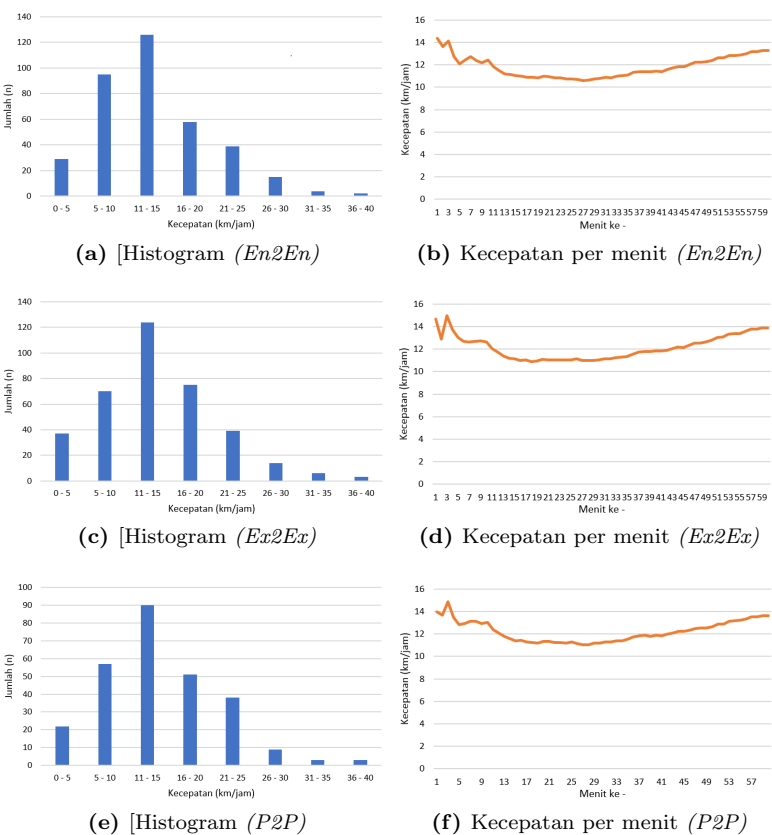 140
120
100
80
60
40
20
0
Jumlah (n)
0 - 5 5 - 10 11 - 15 16 - 20 21 - 25 26 - 30 31 - 35 36 - 40
Kecepatan (km/jam)
(a) [Histogram (En2En)
16
14
12
10
8
6
4
2
0
Kecepatan (km/jam)
1 3 5 7 9 11 13 15 17 19 21 23 25 27 29 31 33 35 37 39 41 43 45 47 49 51 53 55 57 59
Menit ke -
(b) Kecepatan per menit (En2En)
140
120
100
80
60
40
20
0
Jumlah (n)
0 - 5 5 - 10 11 - 15 16 - 20 21 - 25 26 - 30 31 - 35 36 - 40
Kecepatan (km/jam)
(c) [Histogram (Ex2Ex)
16
14
12
10
8
6
4
2
0
Kecepatan (km/jam)
1 3 5 7 9 11 13 15 17 19 21 23 25 27 29 31 33 35 37 39 41 43 45 47 49 51 53 55 57 59
Menit ke -
(d) Kecepatan per menit (Ex2Ex)
100
90
80
70
60
50
40
30
20
10
0
Jumlah (n)
0 - 5 5 - 10 11 - 15 16 - 20 21 - 25 26 - 30 31 - 35 36 - 40
Kecepatan (km/jam)
(e) [Histogram (P2P)
16
14
12
10
8
6
4
2
0
Kecepatan (km/jam)
1 5 9 13 17 21 25 29 33 37 41 45 49 53 57
Menit ke -
(f) Kecepatan per menit (P2P)